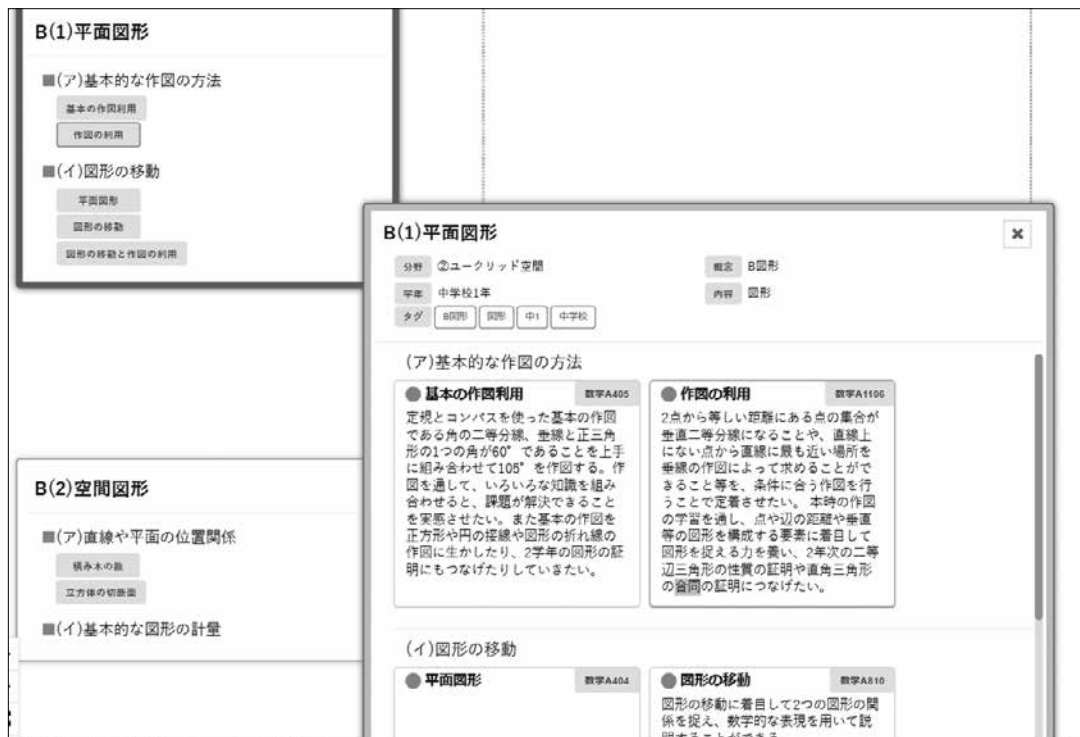 B(1)平面図形
■(ア)基本的な作図の方法
基本の作図利用
作図の利用
■(イ)図形の移動
平面図形
図形の移動
図形の移動と作図の利用
B(2)空間図形
■(ア)直線や平面の位置関係
積み木の数
立方体の切断面
■(イ)基本的な図形の計量
B(1)平面図形
分野 ②ユークリッド空間
概念 B図形
学年 中学校1年
内容 図形
タグ B図形 図形 中1 中学校
(ア)基本的な作図の方法
基本の作図利用 数学A405
定規とコンパスを使った基本の作図
である角の二等分線、垂線と正三角
形の1つの角が60°であることを上手
に組み合わせて105°を作図する。作
図を通して、いろいろな知識を組み
合わせると、課題が解決できること
を実感させたい。また基本の作図を
正方形や円の接線や図形の折れ線の
作図に生かしたり、2学年の図形の証
明にもつなげたりしていきたい。
作図の利用 数学A1106
2点から等しい距離にある点の集合が
垂直二等分線になることや、直線上
にない点から直線に最も近い場所を
垂線の作図によって求めることがで
きること等を、条件に合う作図を行
うことで定着させたい。 本時の作図
の学習を通し、点や辺の距離や垂直
等の図形を構成する要素に着目して
図形を捉える力を養い、2年次の二等
辺三角形の性質の証明や直角三角形
の合同の証明につなげたい。
(イ)図形の移動
平面図形 数学A404
図形の移動 数学A810
図形の移動に着目して2つの図形の関
係を捉え、数学的な表現を用いて説
明することができる